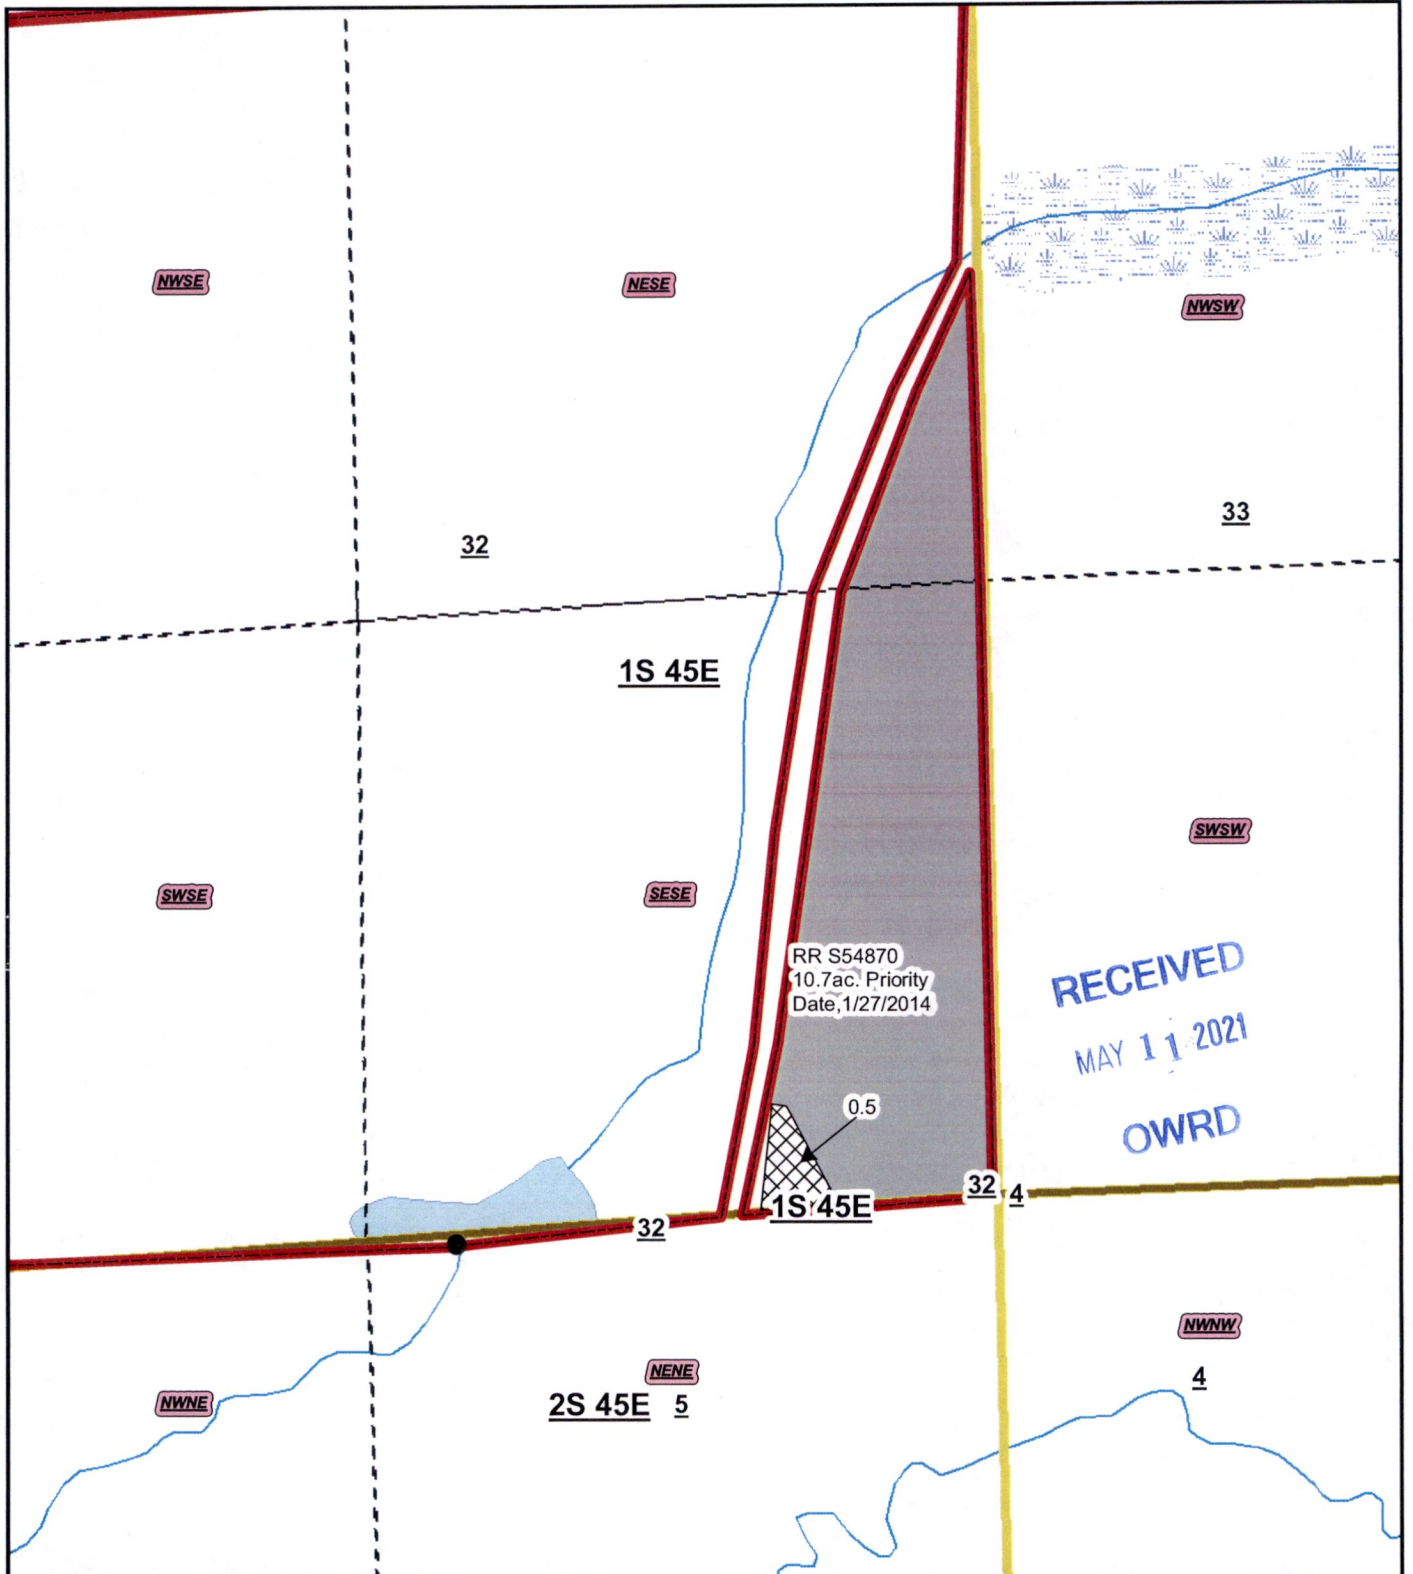 NWSE
NESE
NWSW
33
32
1S 45E
SWSW
SWSE
SESE
RR S54870
10.7ac. Priority
Date,1/27/2014
RECEIVED
MAY 11 2021
OWRD
0.5
32
4
1S 45E
32
NWNW
NENE
4
NWNE
2S 45E 5